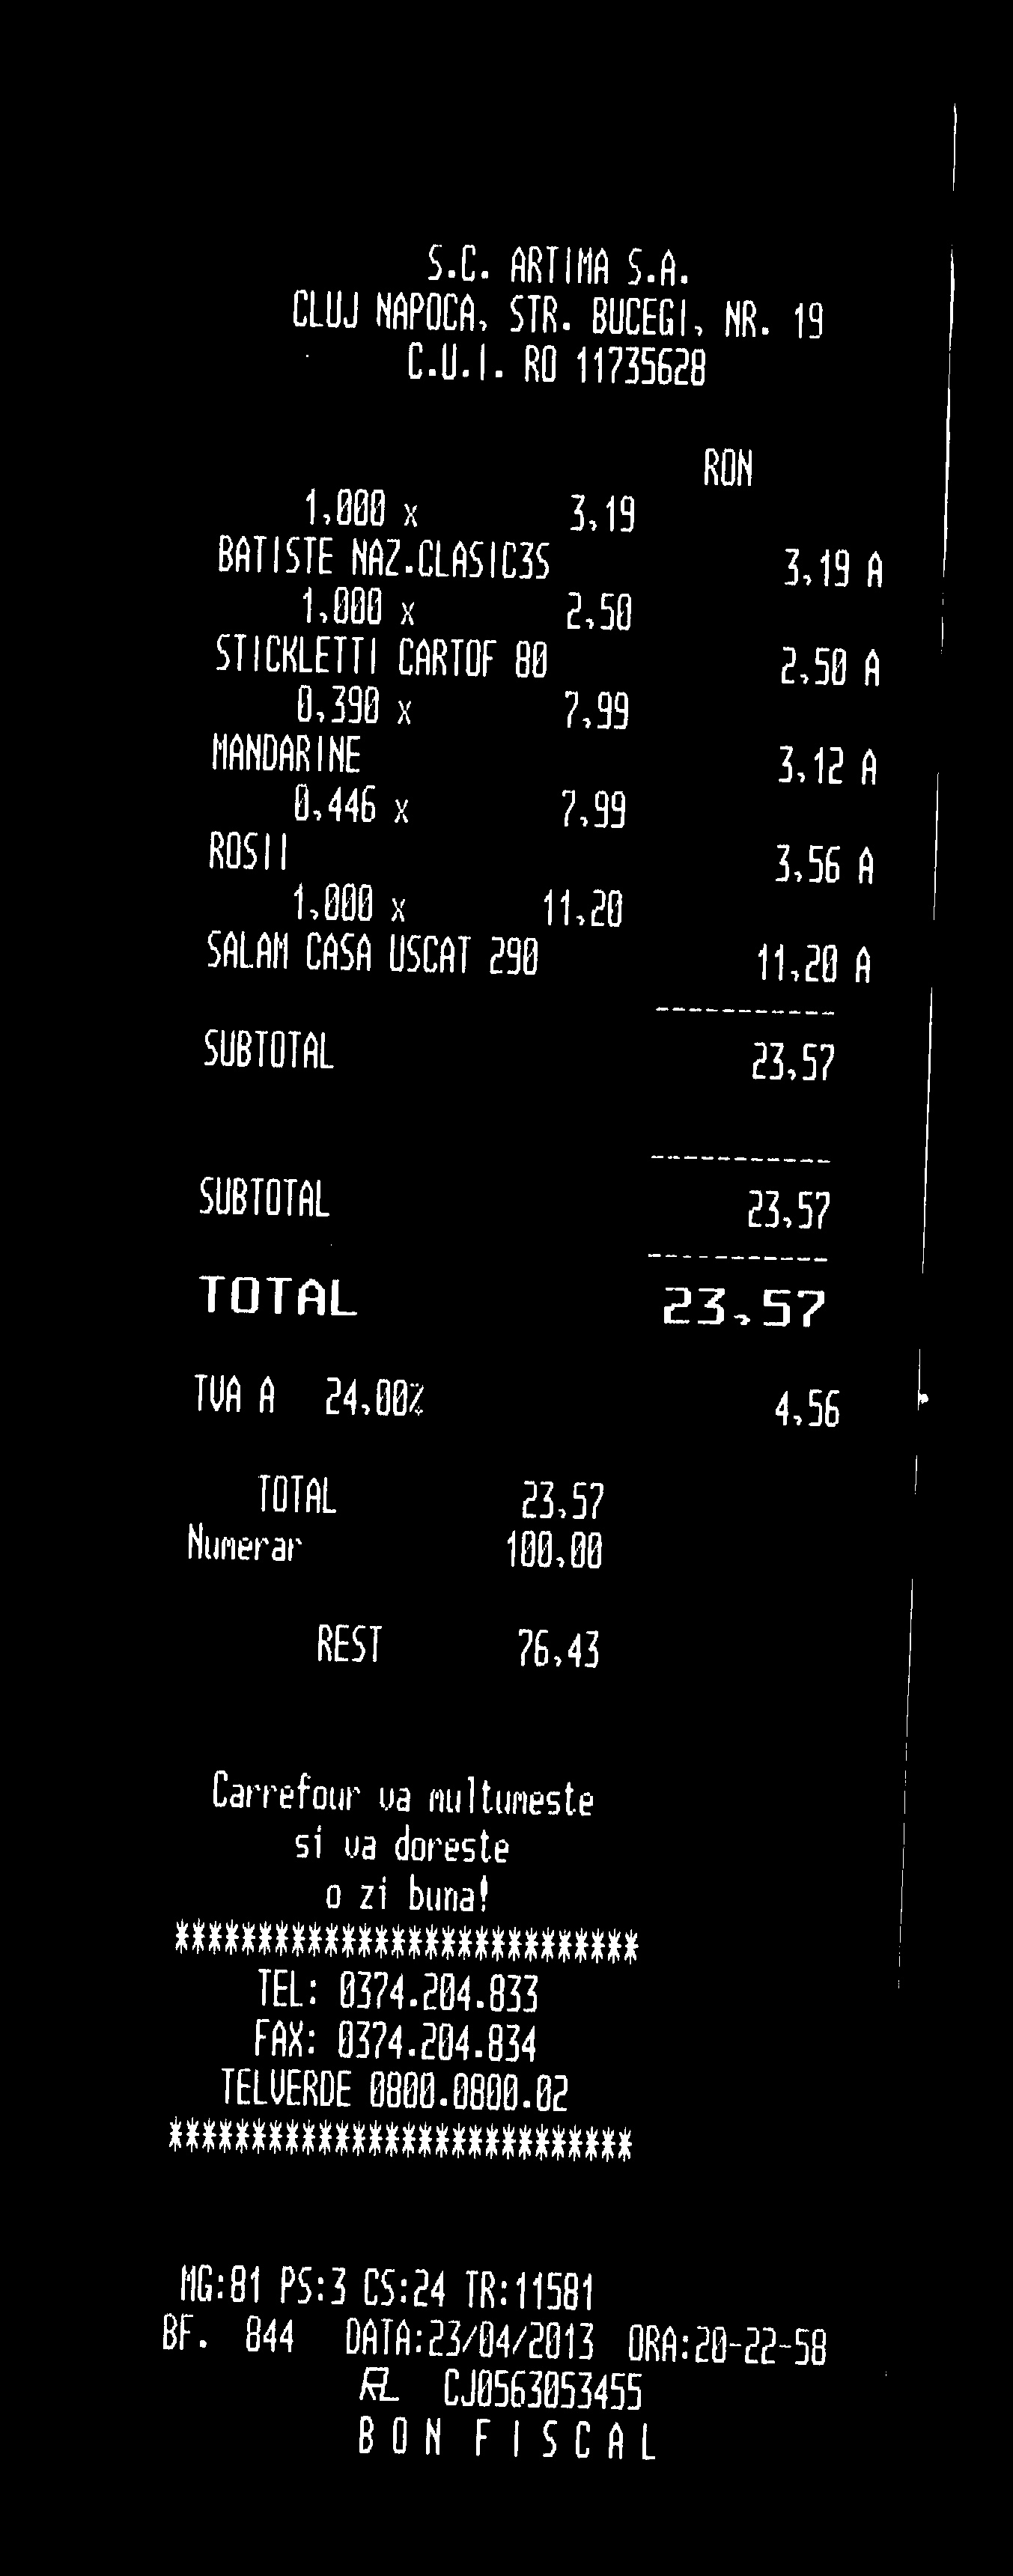 S.C. ARTIMA S.A.
CLUJ NAPOCA, STR. BUCEGI, NR. 19
C.U.I. RO 11735628
RON
1,000 x 3,19
BATISTE NAZ.CLASIC3S 3,19 A
1,000 x 2,50
STICKLETTI CARTOF 80 2,50 A
0,390 x 7,99
MANDARINE 3,12 A
0,446 x 7,99
ROSII 3,56 A
1,000 x 11,20
SALAM CASA USCAT 290 11,20 A
-----------
SUBTOTAL 23,57
-----------
SUBTOTAL 23,57
-----------
TOTAL 23,57
TVA A 24,00% 4,56
TOTAL 23,57
Numerar 100,00
REST 76,43
Carrefour va multumeste
si va doreste
o zi buna!
****************************
TEL: 0374.204.833
FAX: 0374.204.834
TELVERDE 0800.0800.02
****************************
MG:81 PS:3 CS:24 TR:11581
BF. 844 DATA:23/04/2013 ORA:20-22-58
CJ0563053455
BON FISCAL